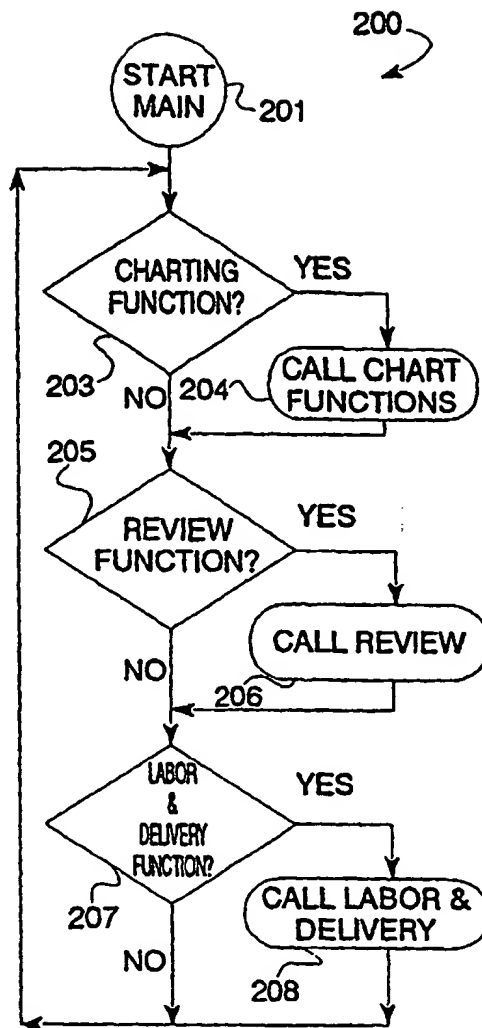 200
START
MAIN
201
CHARTING
FUNCTION?
YES
203
NO
204
CALL CHART
FUNCTIONS
205
REVIEW
FUNCTION?
YES
CALL REVIEW
NO
206
LABOR
&
DELIVERY
FUNCTION?
YES
207
CALL LABOR &
DELIVERY
NO
208